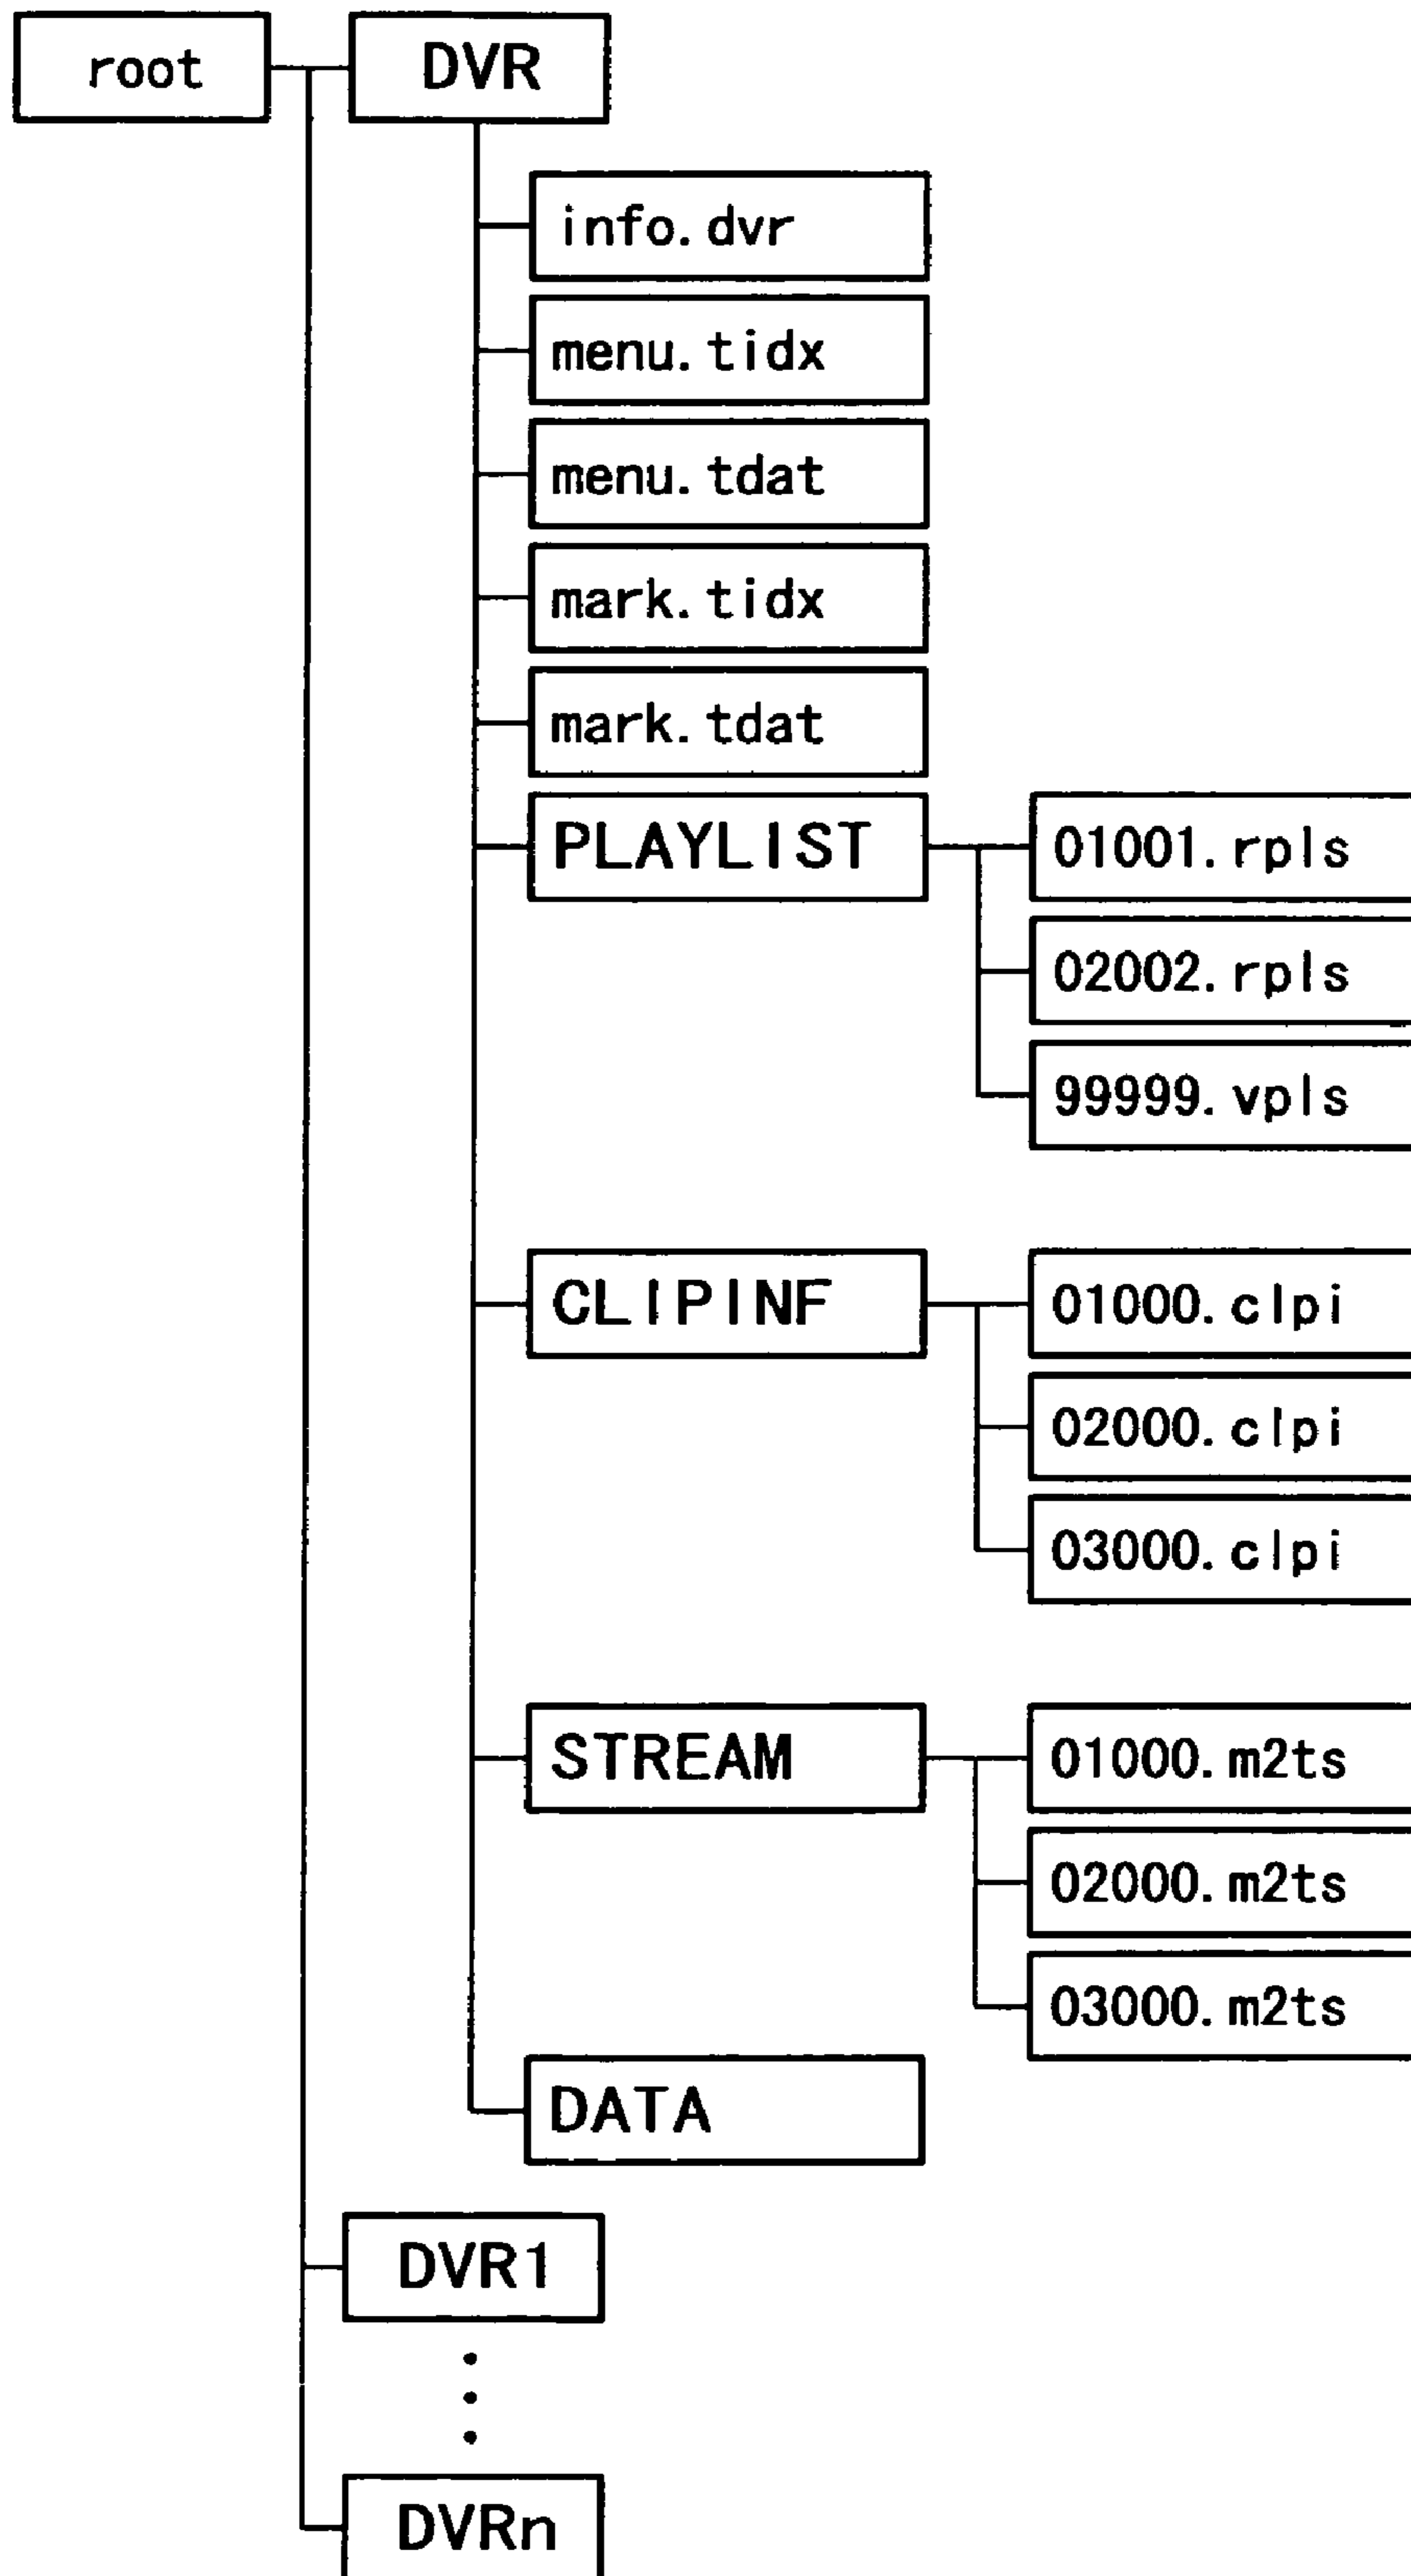 root
DVR
info.dvr
menu.tidx
menu.tdat
mark.tidx
mark.tdat
PLAYLIST
01001.rpls
02002.rpls
99999.vpls
CLIPINF
01000.clpi
02000.clpi
03000.clpi
STREAM
01000.m2ts
02000.m2ts
03000.m2ts
DATA
DVR1
DVRn